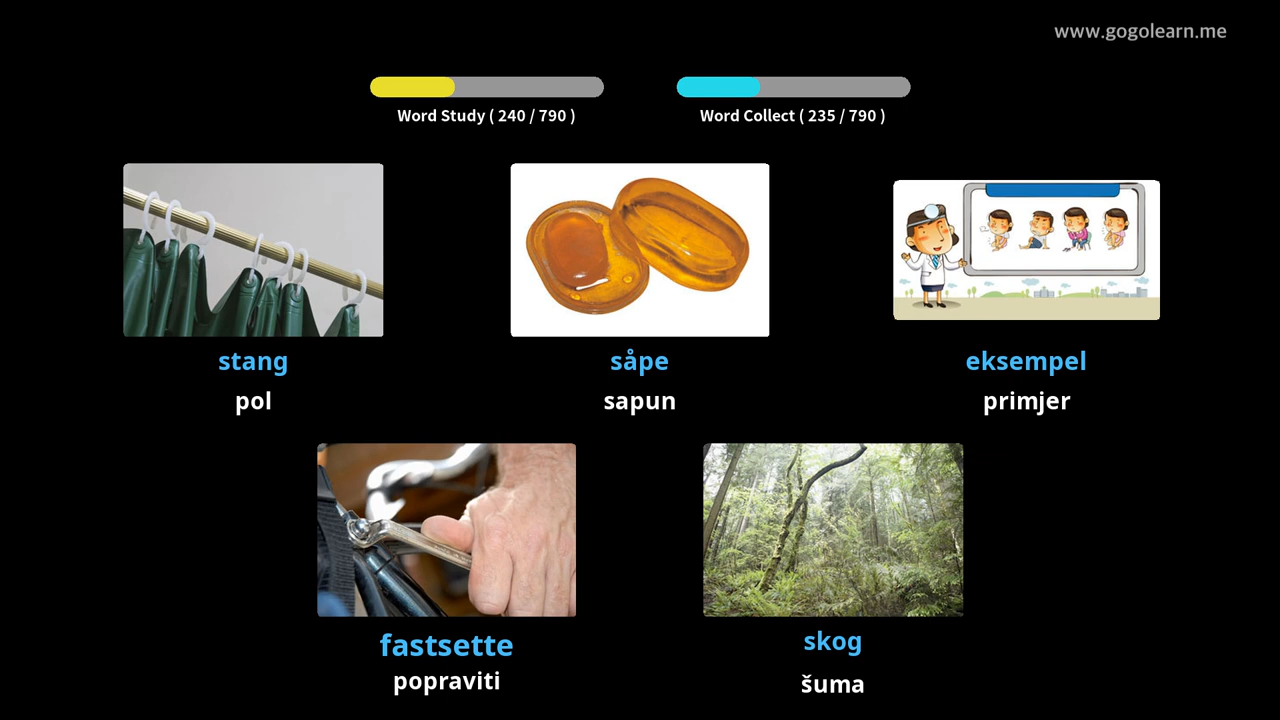 www.gogolearn.me
Word Study ( 240 / 790 )
Word Collect ( 235 / 790 )
stang
såpe
eksempel
pol
sapun
primjer
fastsette
skog
popraviti
šuma